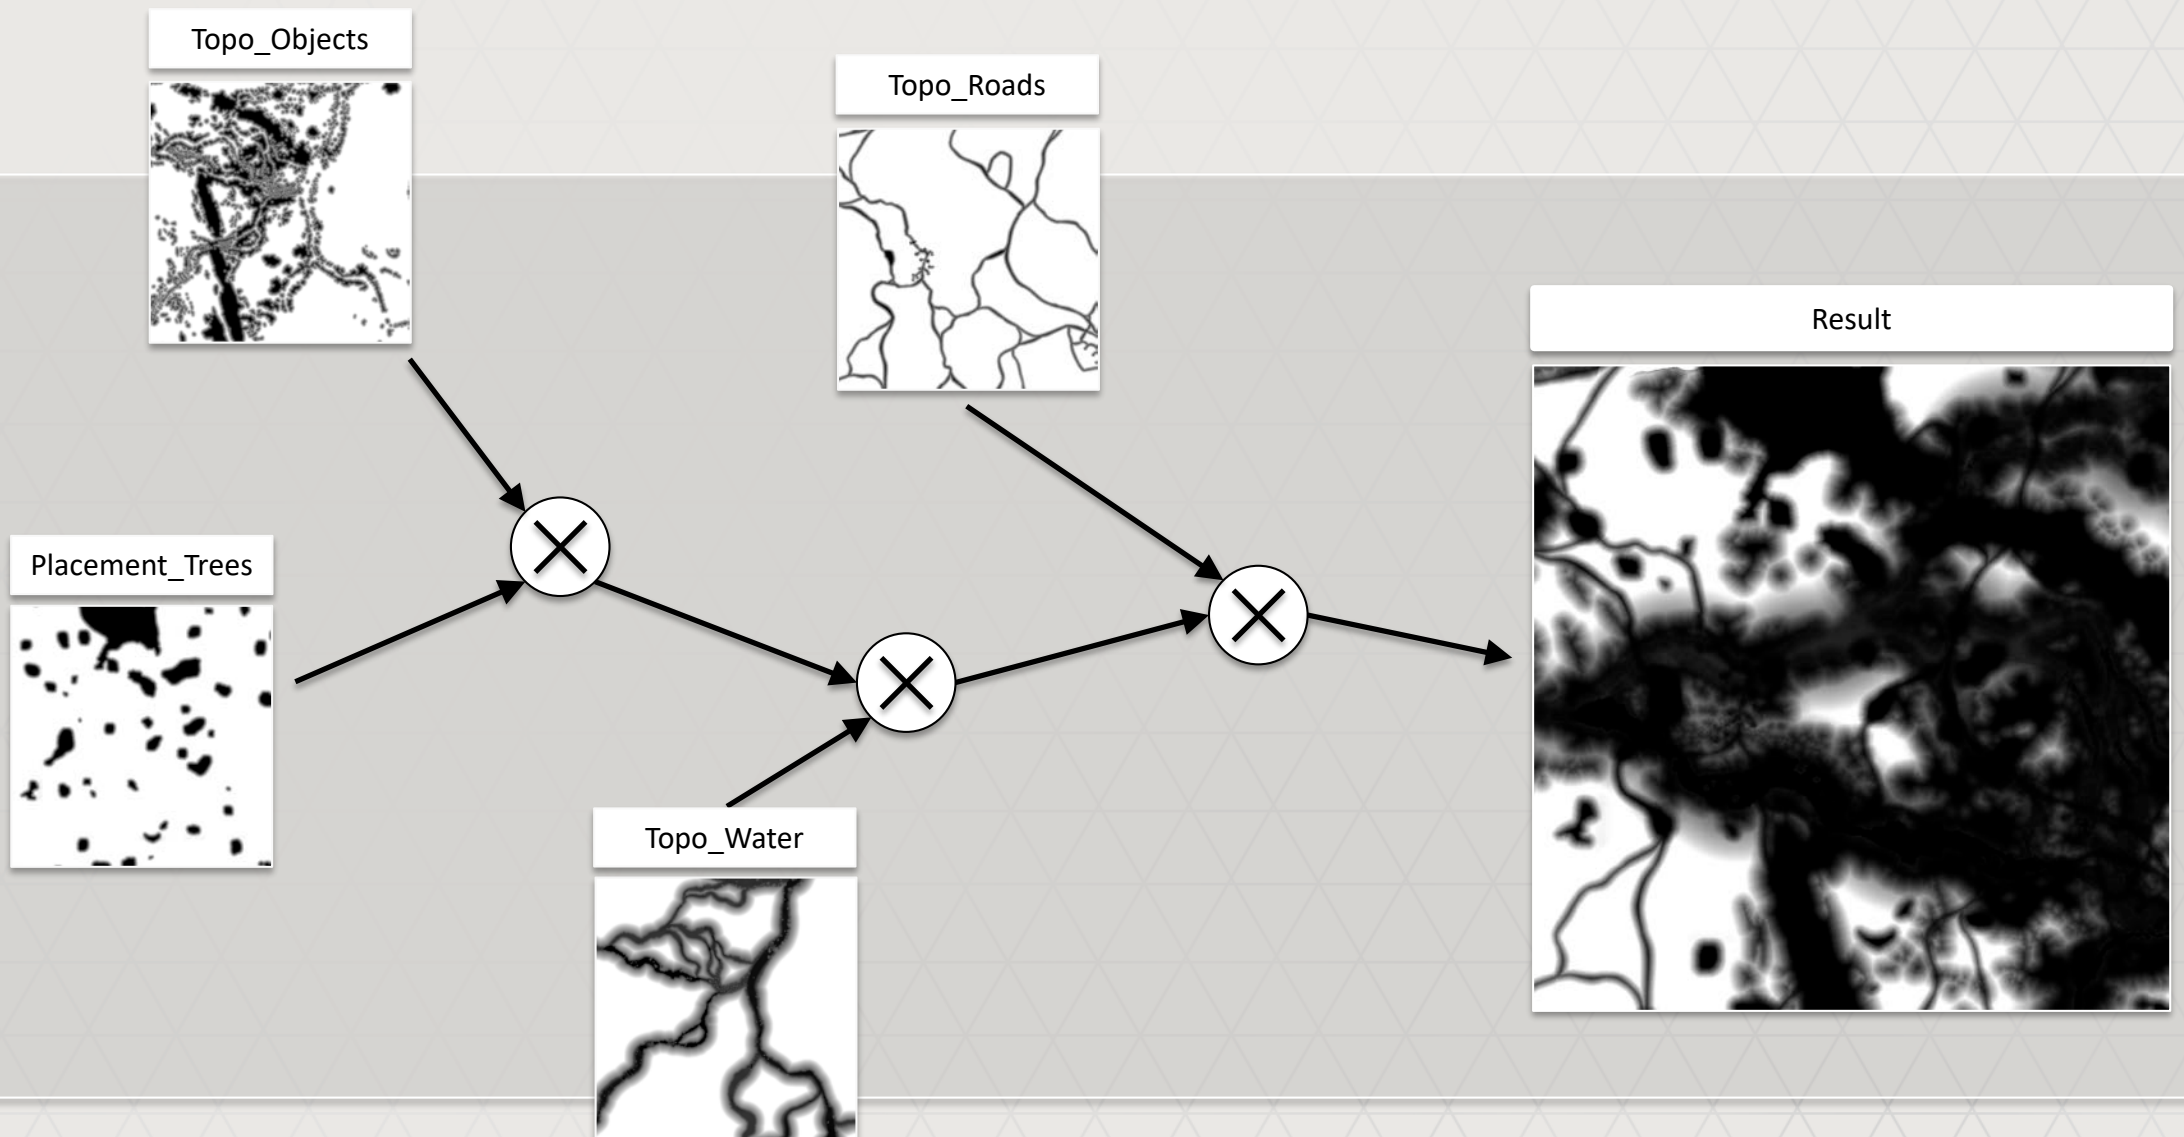 Topo_Objects
Topo_Roads
Result
Placement_Trees
Topo_Water